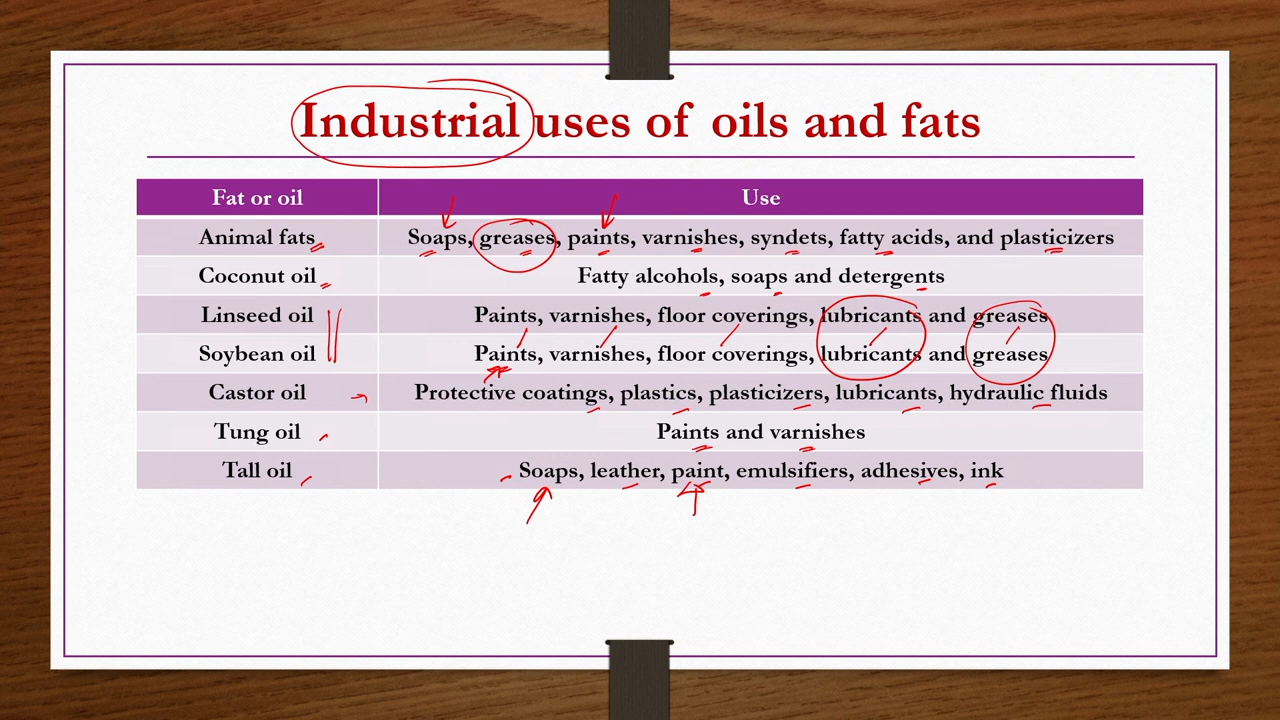 Industrial uses of oils and fats
Fat or oil Use
Animal fats Soaps, greases, paints, varnishes, syndets, fatty acids, and plasticizers
Coconut oil Fatty alcohols, soaps and detergents
Linseed oil Paints, varnishes, floor coverings, lubricants and greases
Soybean oil Paints, varnishes, floor coverings, lubricants and greases
Castor oil Protective coatings, plastics, plasticizers, lubricants, hydraulic fluids
Tung oil Paints and varnishes
Tall oil Soaps, leather, paint, emulsifiers, adhesives, ink